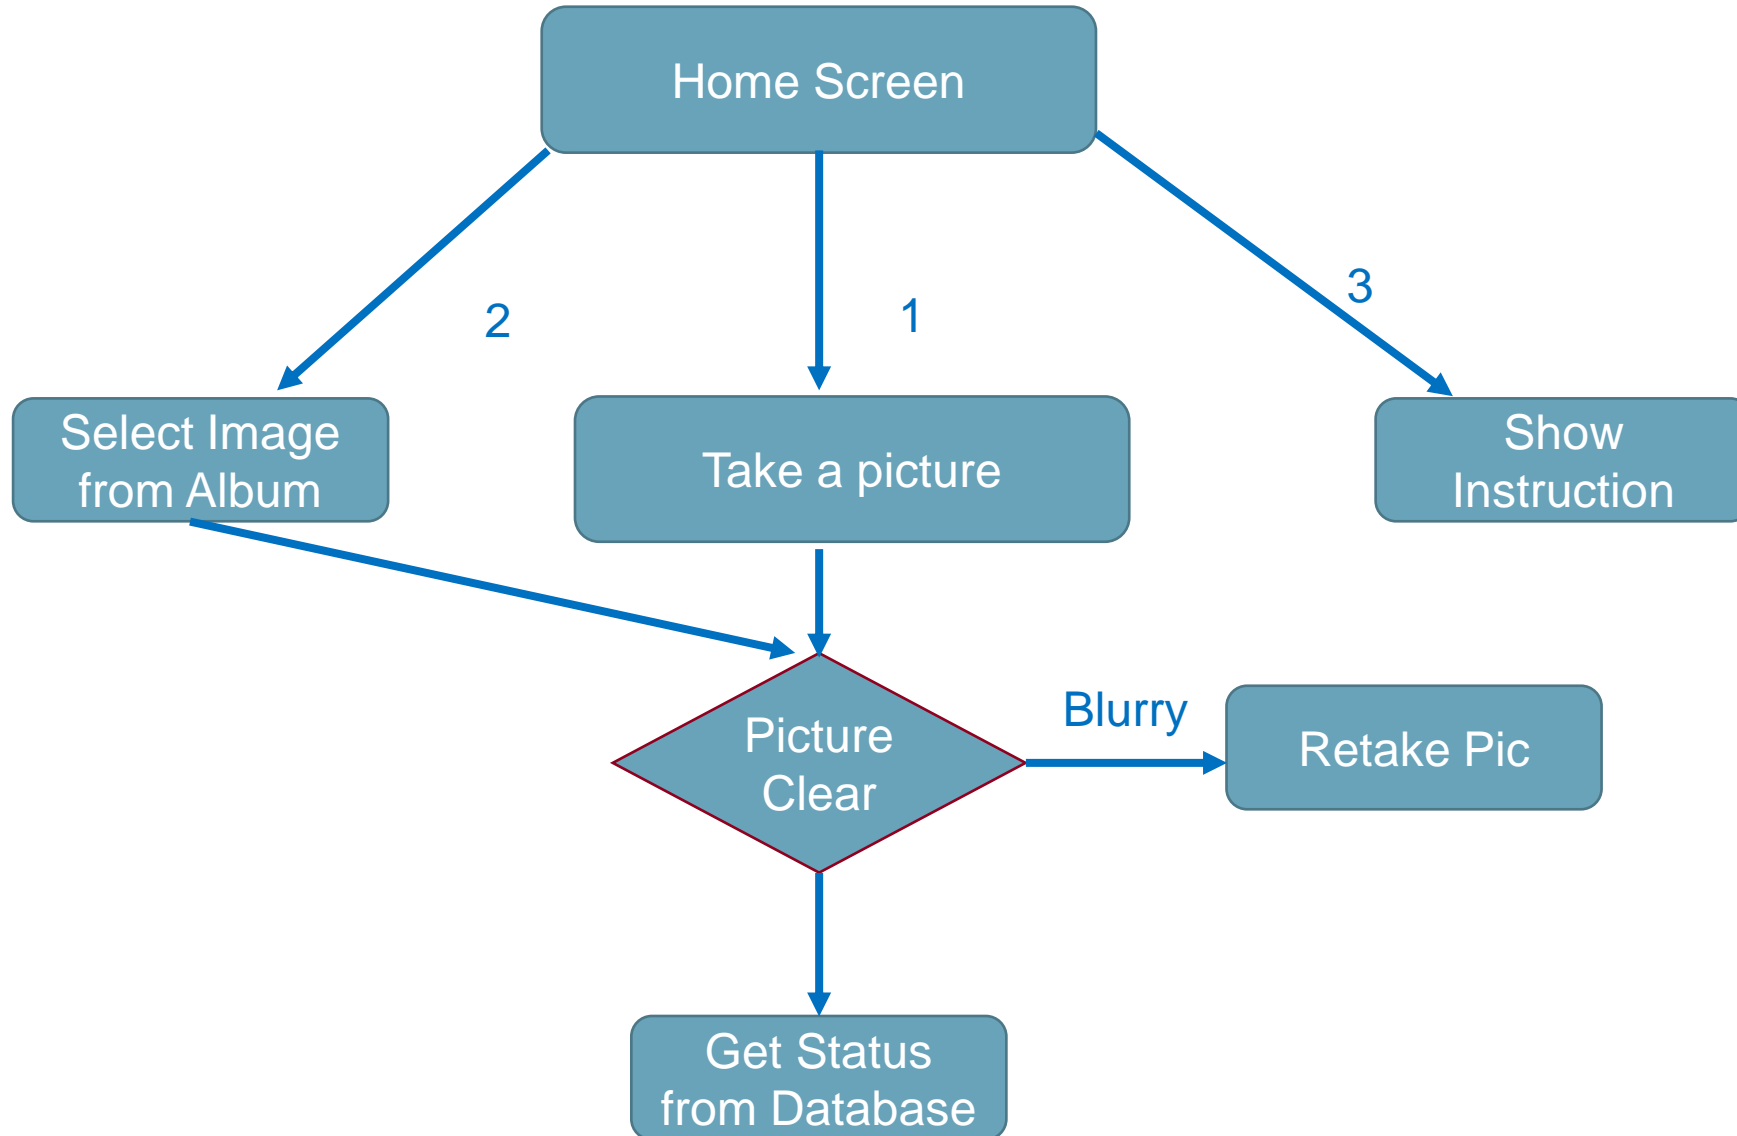 Home Screen
2
1
3
Select Image
from Album
Take a picture
Show
Instruction
Picture
Clear
Blurry
Retake Pic
Get Status
from Database